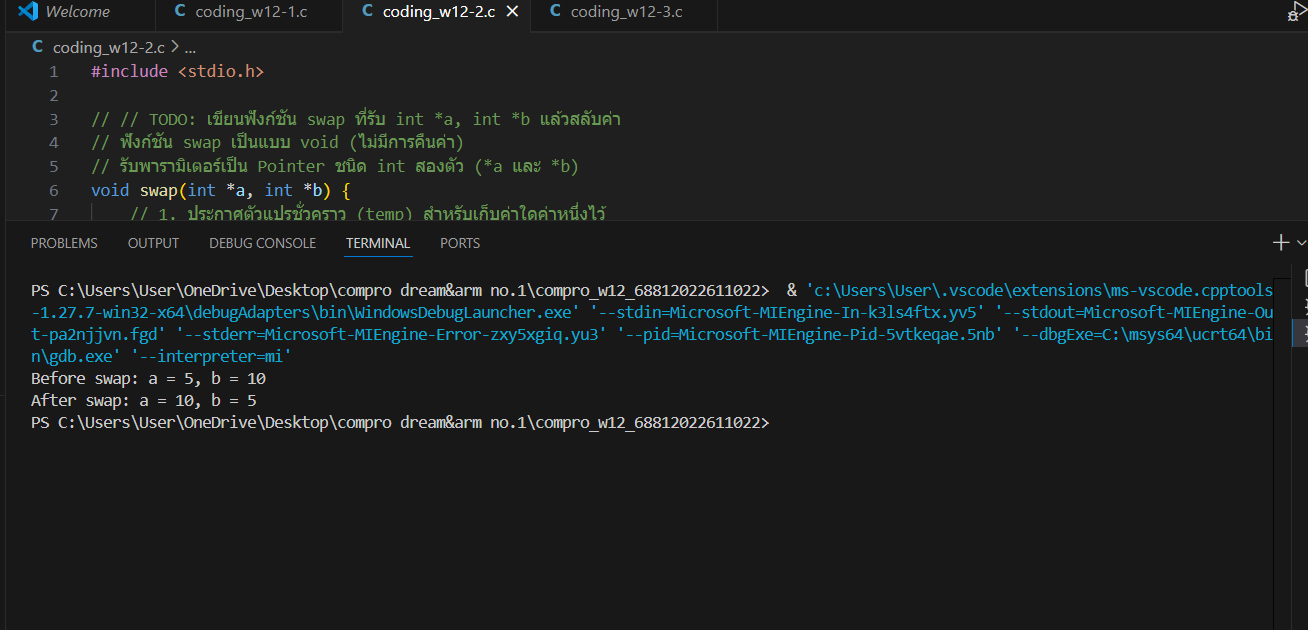 Welcome
C coding_w12-1.c
C coding_w12-2.c
C coding_w12-3.c
C coding_w12-2.c > ...
1 #include <stdio.h>
2
3 // // TODO: เขียนฟังก์ชัน swap ที่รับ int *a, int *b แล้วสลับค่า
4 // ฟังก์ชัน swap เป็นแบบ void (ไม่มีการคืนค่า)
5 // รับพารามิเตอร์เป็น Pointer ชนิด int สองตัว (*a และ *b)
6 void swap(int *a, int *b) {
7 // 1. ประกาศตัวแปรชั่วคราว (temp) สำหรับเก็บค่าใดค่าหนึ่งไว้
PROBLEMS OUTPUT DEBUG CONSOLE TERMINAL PORTS
PS C:\Users\User\OneDrive\Desktop\compro dream&arm no.1\compro_w12_68812022611022> & 'c:\Users\User\.vscode\extensions\ms-vscode.cpptools
-1.27.7-win32-x64\debugAdapters\bin\WindowsDebugLauncher.exe' '--stdin=Microsoft-MIEngine-In-k3ls4ftx.yv5' '--stdout=Microsoft-MIEngine-Ou
t-pa2njjvn.fgd' '--stderr=Microsoft-MIEngine-Error-zxy5xgiq.yu3' '--pid=Microsoft-MIEngine-Pid-5vtkeqae.5nb' '--dbgExe=C:\msys64\ucrt64\bi
n\gdb.exe' '--interpreter=mi'
Before swap: a = 5, b = 10
After swap: a = 10, b = 5
PS C:\Users\User\OneDrive\Desktop\compro dream&arm no.1\compro_w12_68812022611022>